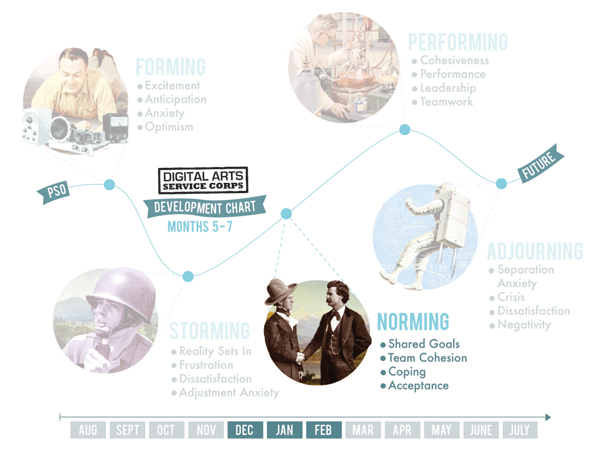 PERFORMING
Cohesiveness
Performance
Leadership
Teamwork
FORMING
Excitement
Anticipation
Anxiety
Optimism
PSO
DIGITAL ARTS
SERVICE CORPS
DEVELOPMENT CHART
MONTHS 5-7
FUTURE
ADJOURNING
Separation
Anxiety
Crisis
Dissatisfaction
Negativity
STORMING
Reality Sets In
Frustration
Dissatisfaction
Adjustment Anxiety
NORMING
Shared Goals
Team Cohesion
Coping
Acceptance
AUG SEPT OCT NOV DEC JAN FEB MAR APR MAY JUNE JULY